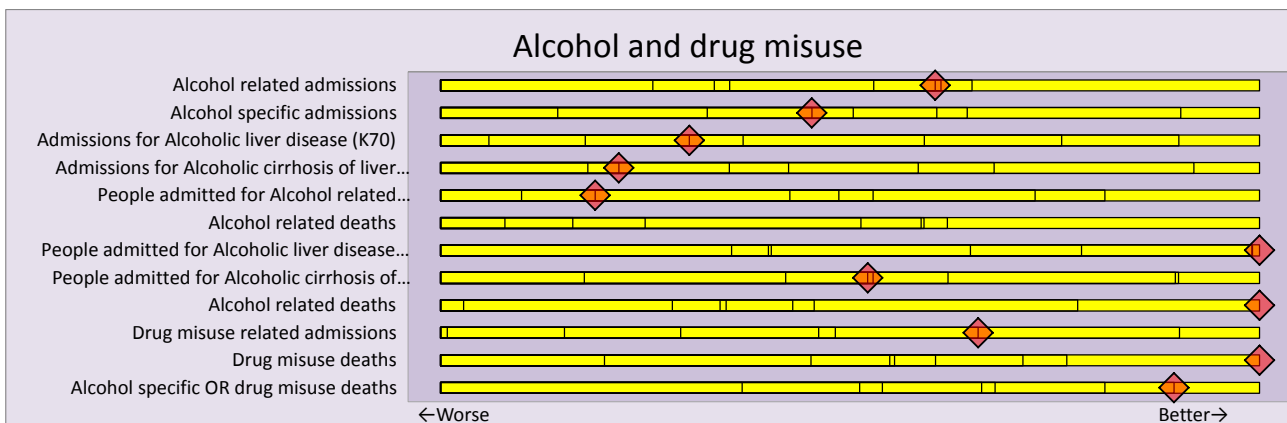 Alcohol and drug misuse
Alcohol related admissions
Alcohol specific admissions
Admissions for Alcoholic liver disease (K70)
Admissions for Alcoholic cirrhosis of liver…
People admitted for Alcohol related…
Alcohol related deaths
People admitted for Alcoholic liver disease…
People admitted for Alcoholic cirrhosis of…
Alcohol related deaths
Drug misuse related admissions
Drug misuse deaths
Alcohol specific OR drug misuse deaths
←Worse Better→